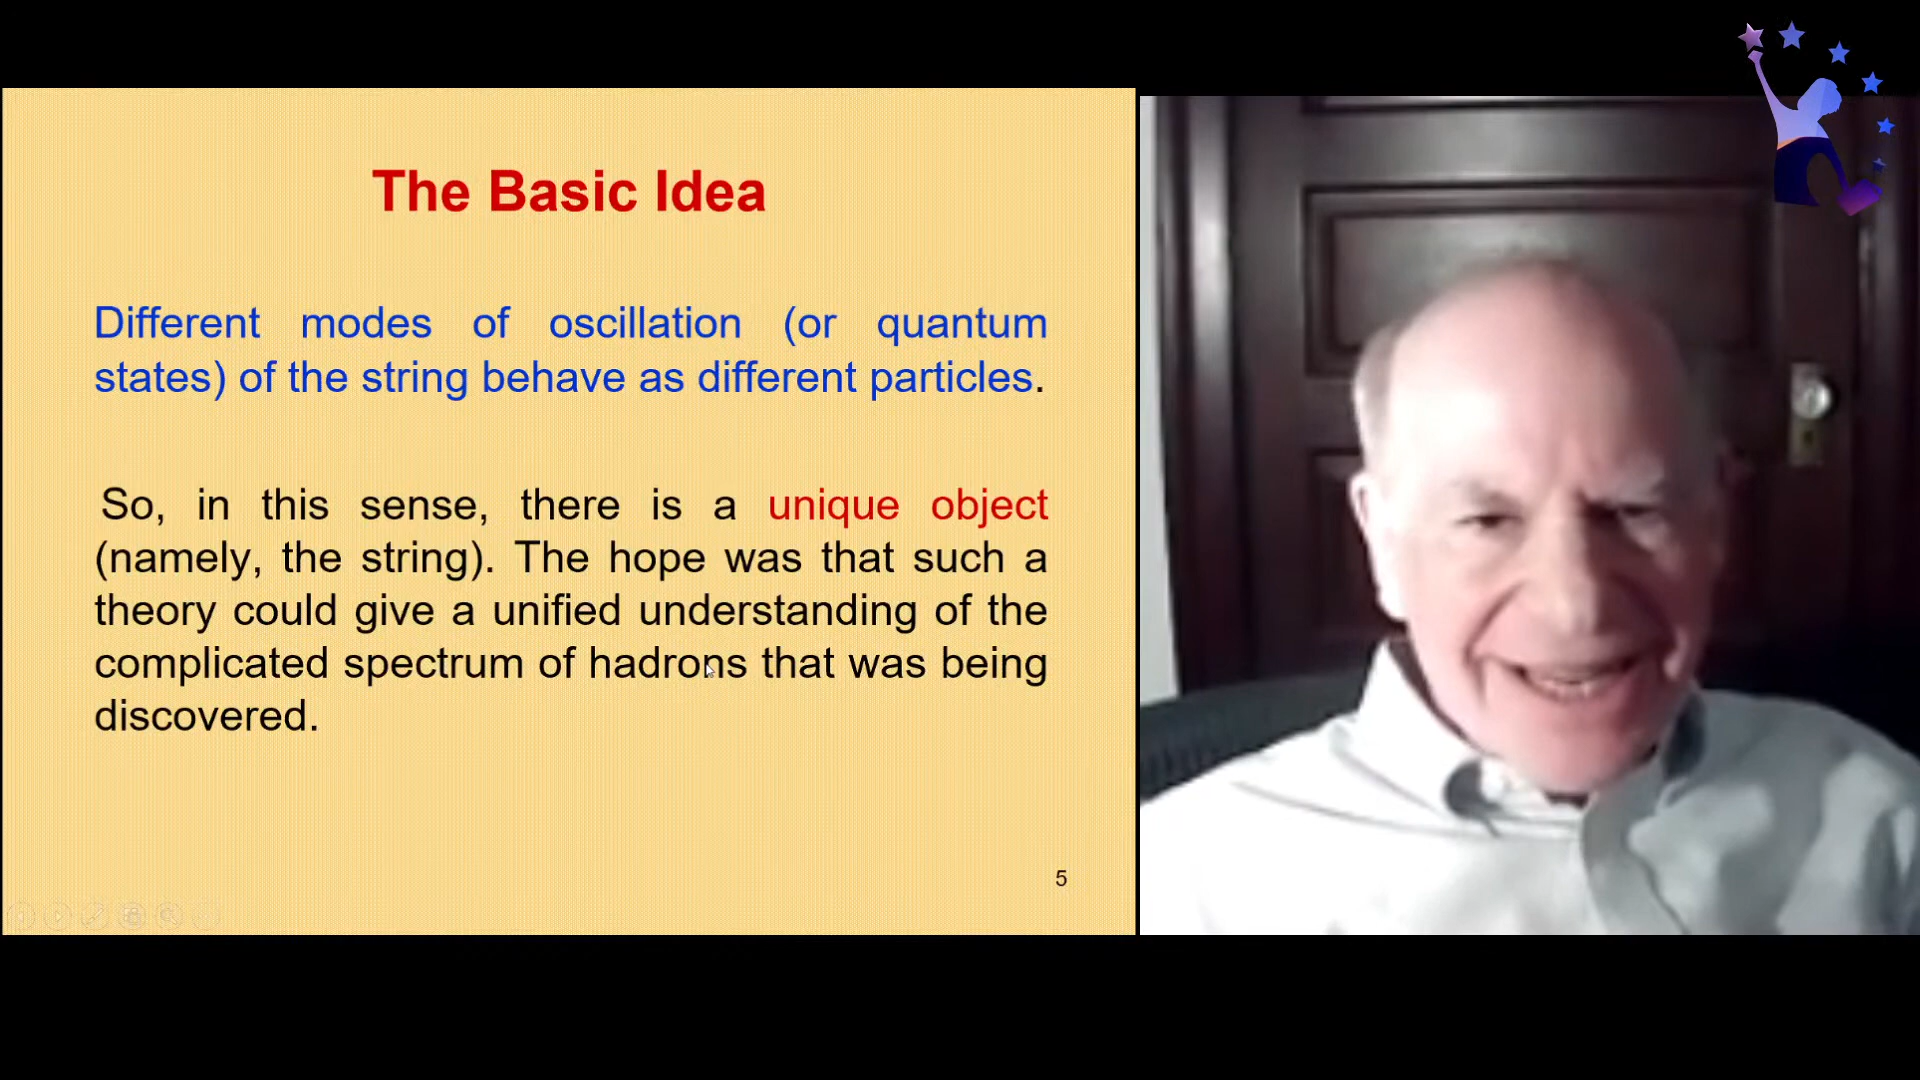 The Basic Idea
Different modes of oscillation (or quantum
states) of the string behave as different particles.
So, in this sense, there is a unique object
(namely, the string). The hope was that such a
theory could give a unified understanding of the
complicated spectrum of hadrons that was being
discovered.
5